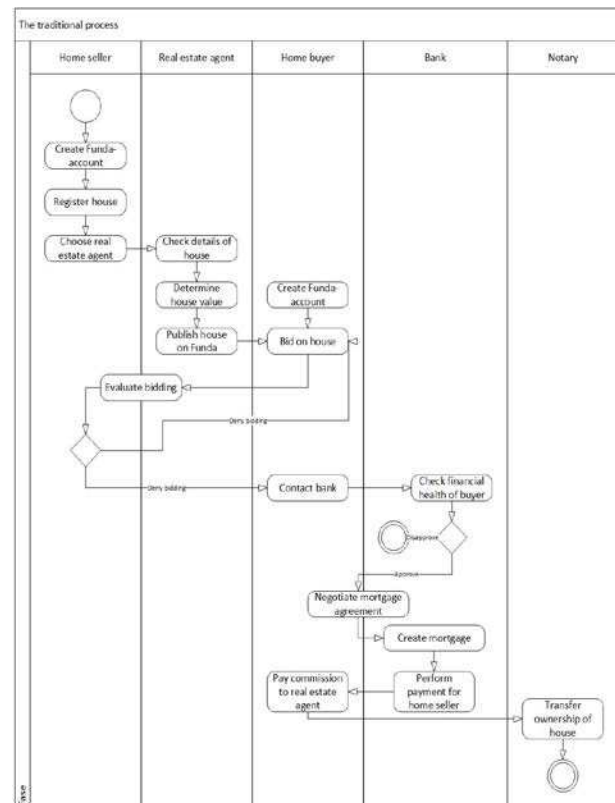 The traditional process
Home seller
Real estate agent
Home buyer
Bank
Notary
Create Funda-
account
Register house
Choose real
estate agent
Check details of
house
Determine
house value
Create Funda-
account
Publish house
on Funda
Bid on house
Evaluate bidding
Deny bidding
Deny bidding
Contact bank
Check financial
health of buyer
Disapprove
Approve
Negotiate mortgage
agreement
Create mortgage
Pay commission
to real estate
agent
Perform
payment for
home seller
Transfer
ownership of
house